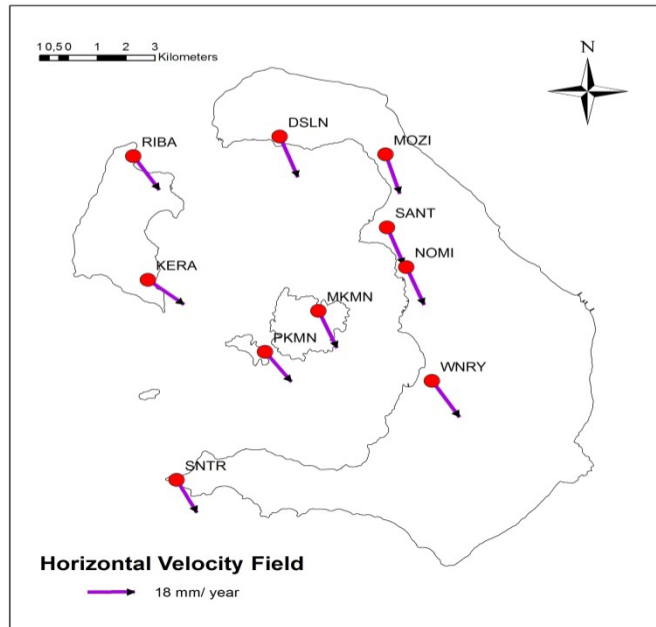 1 0,5 0 1 2 3
Kilometers
N
DSLN
RIBA
MOZI
SANT
NOMI
KERA
MKMN
PKMN
WNRY
SNTR
Horizontal Velocity Field
18 mm/ year